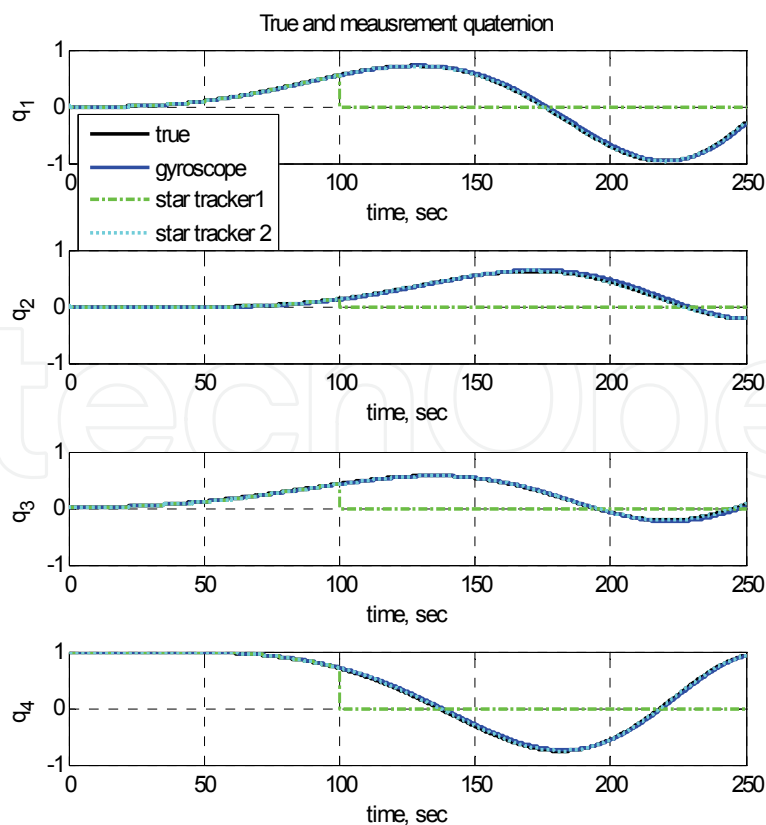 True and meausrement quaternion
1
0
-1
q1
0 50 100 150 200 250
time, sec
true
gyroscope
star tracker1
star tracker 2
1
0
-1
q2
0 50 100 150 200 250
time, sec
1
0
-1
q3
0 50 100 150 200 250
time, sec
1
0
-1
q4
0 50 100 150 200 250
time, sec